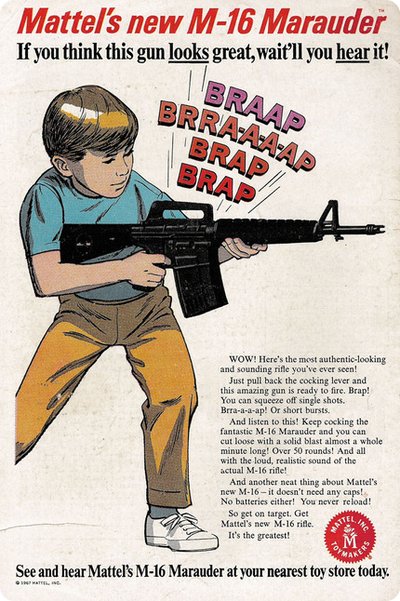 Mattel's new M-16 Marauder™
If you think this gun looks great, wait'll you hear it!
BRAAP
BRRA-A-A-AP
BRAP
BRAP
WOW! Here's the most authentic-looking
and sounding rifle you've ever seen!
Just pull back the cocking lever and
this amazing gun is ready to fire. Brap!
You can squeeze off single shots.
Brra-a-a-ap! Or short bursts.
And listen to this! Keep cocking the
fantastic M-16 Marauder and you can
cut loose with a solid blast almost a whole
minute long! Over 50 rounds! And all
with the loud, realistic sound of the
actual M-16 rifle!
And another neat thing about Mattel's
new M-16 – it doesn't need any caps!
No batteries either! You never reload!
So get on target. Get
Mattel's new M-16 rifle.
It's the greatest!
MATTEL, INC.
M
TOYMAKERS
See and hear Mattel's M-16 Marauder at your nearest toy store today.
© 1967 MATTEL, INC.